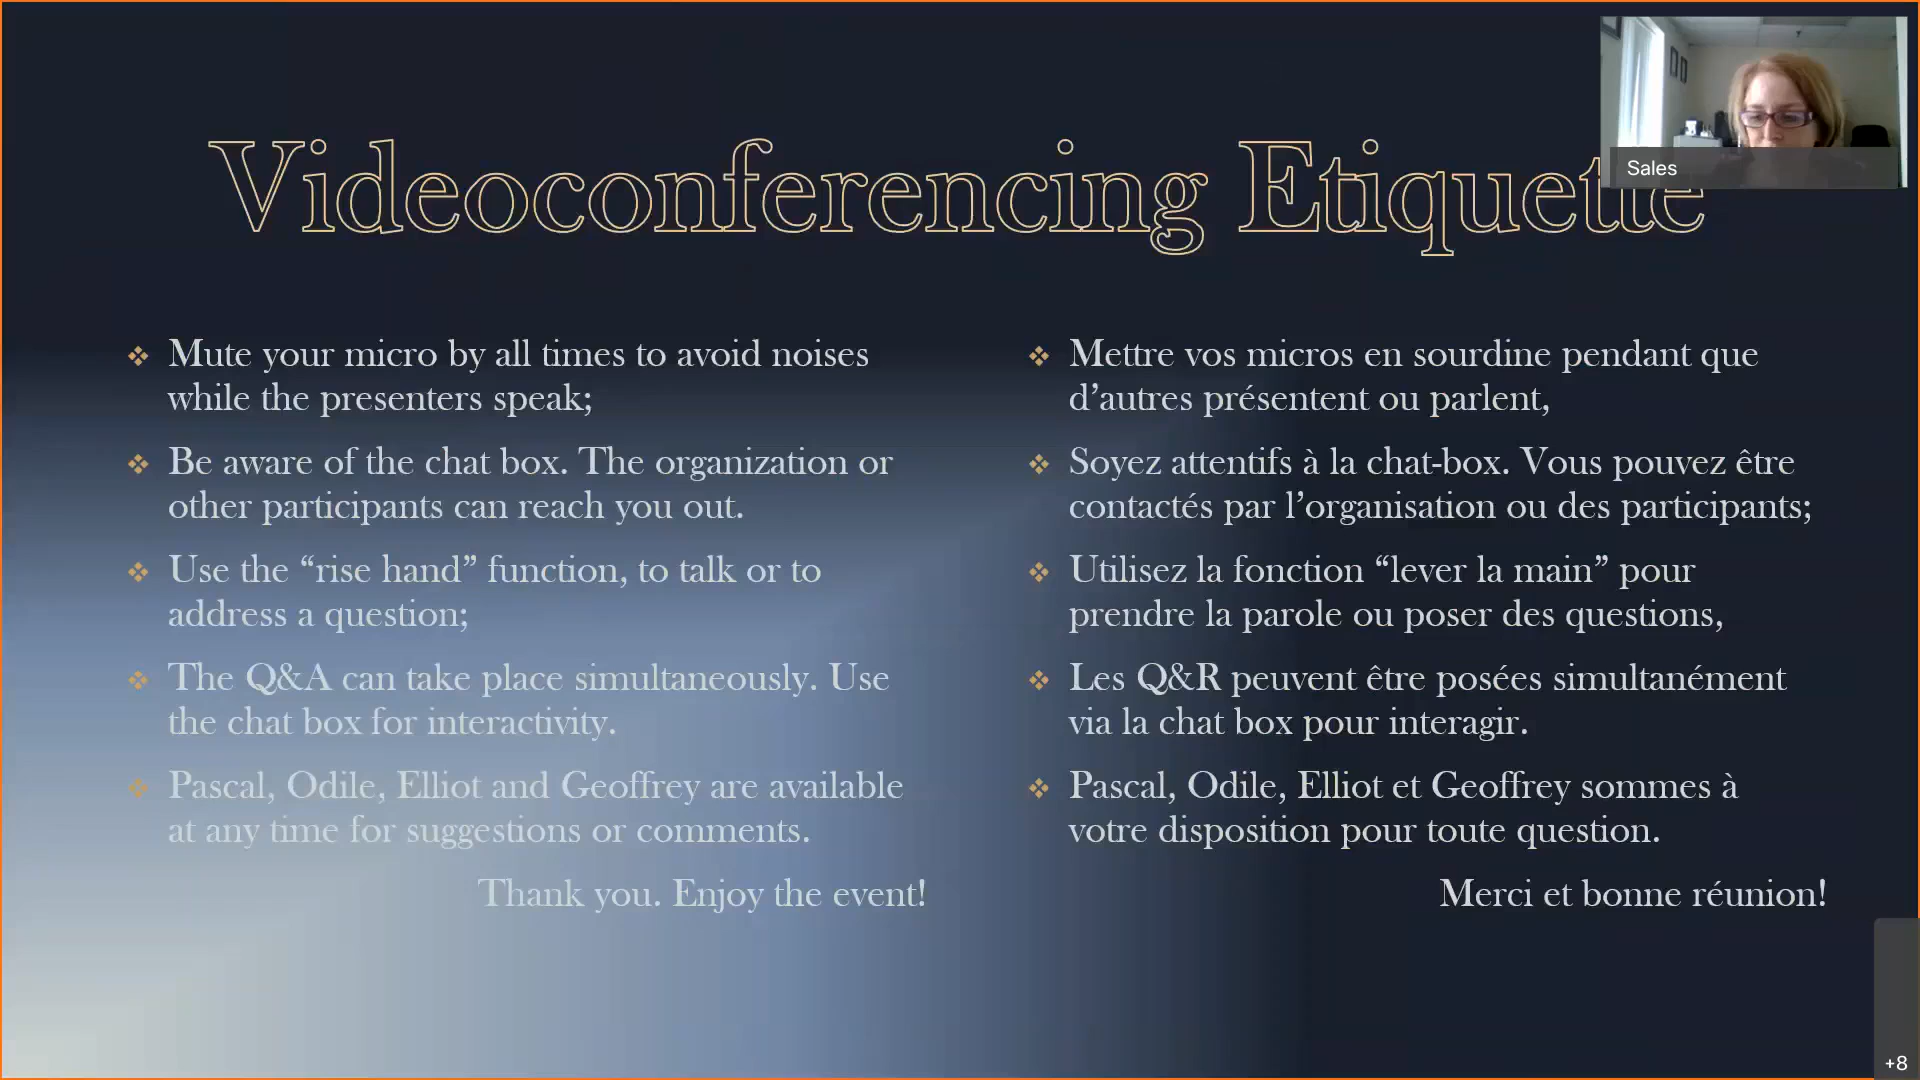 Videoconferencing Etiquette
Sales
❖ Mute your micro by all times to avoid noises
while the presenters speak;
❖ Be aware of the chat box. The organization or
other participants can reach you out.
❖ Use the “rise hand” function, to talk or to
address a question;
❖ The Q&A can take place simultaneously. Use
the chat box for interactivity.
❖ Pascal, Odile, Elliot and Geoffrey are available
at any time for suggestions or comments.
Thank you. Enjoy the event!
❖ Mettre vos micros en sourdine pendant que
d’autres présentent ou parlent,
❖ Soyez attentifs à la chat-box. Vous pouvez être
contactés par l’organisation ou des participants;
❖ Utilisez la fonction “lever la main” pour
prendre la parole ou poser des questions,
❖ Les Q&R peuvent être posées simultanément
via la chat box pour interagir.
❖ Pascal, Odile, Elliot et Geoffrey sommes à
votre disposition pour toute question.
Merci et bonne réunion!
+8